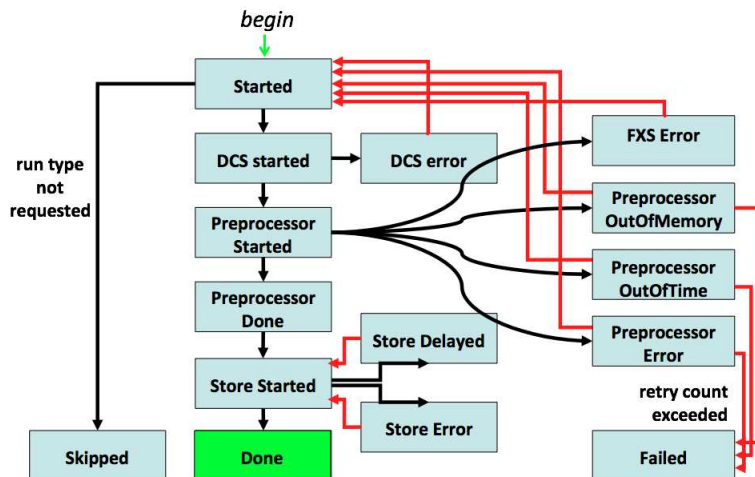 begin
Started
run type
not
requested
DCS started
DCS error
FXS Error
Preprocessor
Started
Preprocessor
OutOfMemory
Preprocessor
OutOfTime
Preprocessor
Done
Preprocessor
Error
Store Delayed
Store Started
Store Error
retry count
exceeded
Skipped
Done
Failed